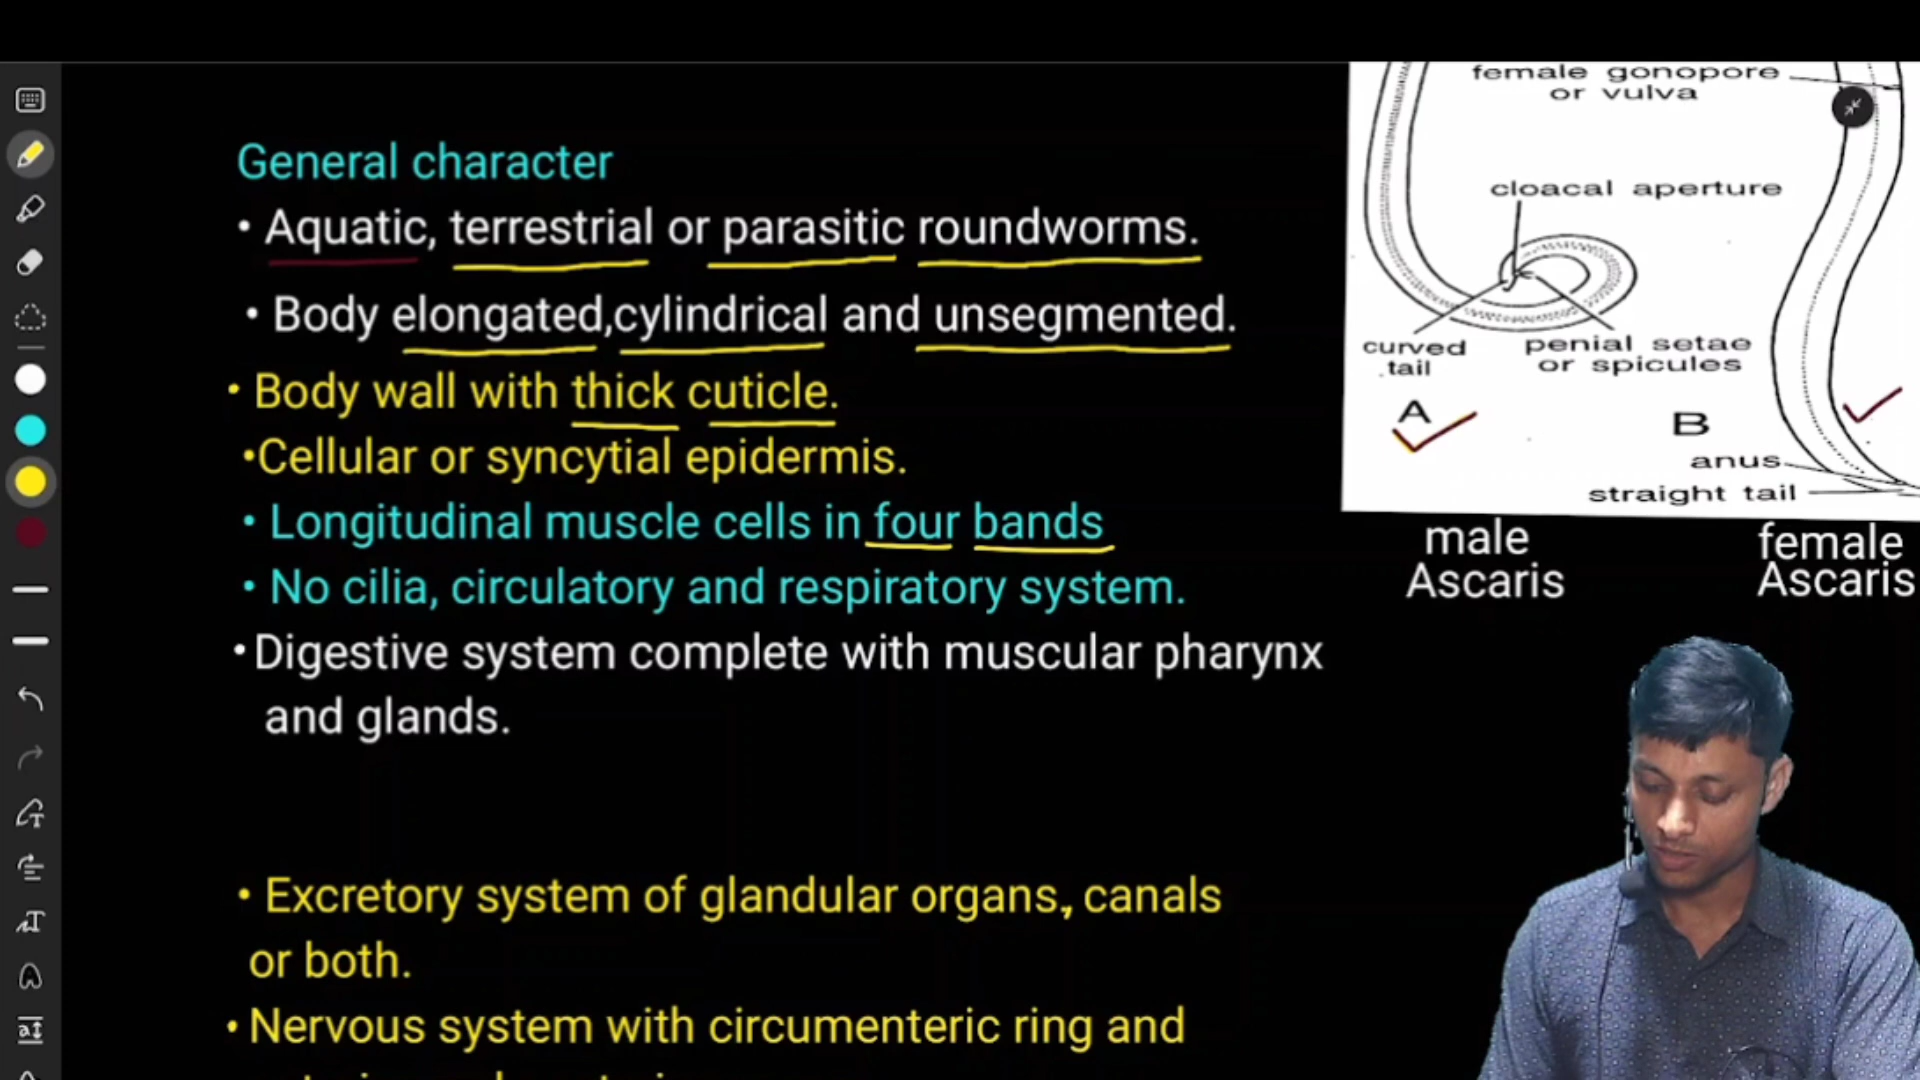 General character
• Aquatic, terrestrial or parasitic roundworms.
• Body elongated,cylindrical and unsegmented.
• Body wall with thick cuticle.
•Cellular or syncytial epidermis.
• Longitudinal muscle cells in four bands
• No cilia, circulatory and respiratory system.
• Digestive system complete with muscular pharynx
and glands.
• Excretory system of glandular organs, canals
or both.
• Nervous system with circumenteric ring and
female gonopore
or vulva
cloacal aperture
curved
tail
penial setae
or spicules
A
B
anus
straight tail
male
Ascaris
female
Ascaris